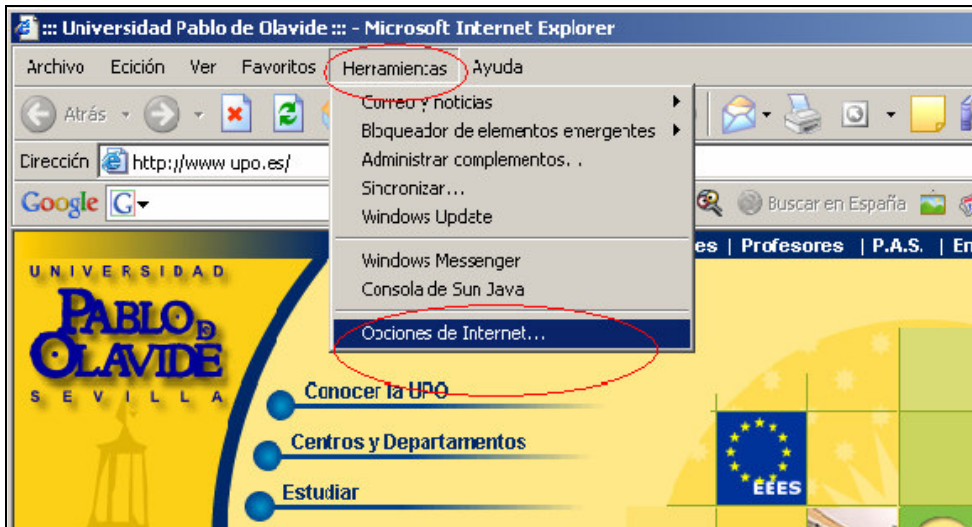 ::: Universidad Pablo de Olavide ::: - Microsoft Internet Explorer
Archivo Edición Ver Favoritos Herramientas Ayuda
Atrás
Correo y noticias
Bloqueador de elementos emergentes
Administrar complementos...
Sincronizar...
Windows Update
Windows Messenger
Consola de Sun Java
Opciones de Internet...
Dirección http://www.upo.es/
Google G
Buscar en España
es | Profesores | P.A.S. | En
UNIVERSIDAD
PABLO DE
OLAVIDE
SEVILLA
Conocer la UPO
Centros y Departamentos
Estudiar
EEES